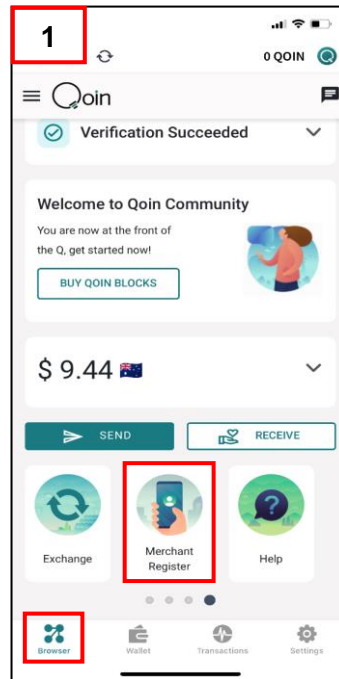 1
0 QOIN
Qoin
Verification Succeeded
Welcome to Qoin Community
You are now at the front of
the Q, get started now!
BUY QOIN BLOCKS
$ 9.44
SEND
RECEIVE
Exchange
Merchant
Register
Help
Browser
Wallet
Transactions
Settings